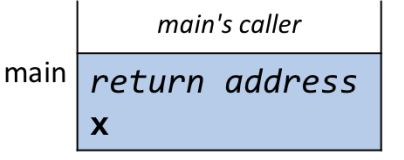 main's caller
main
return address
x